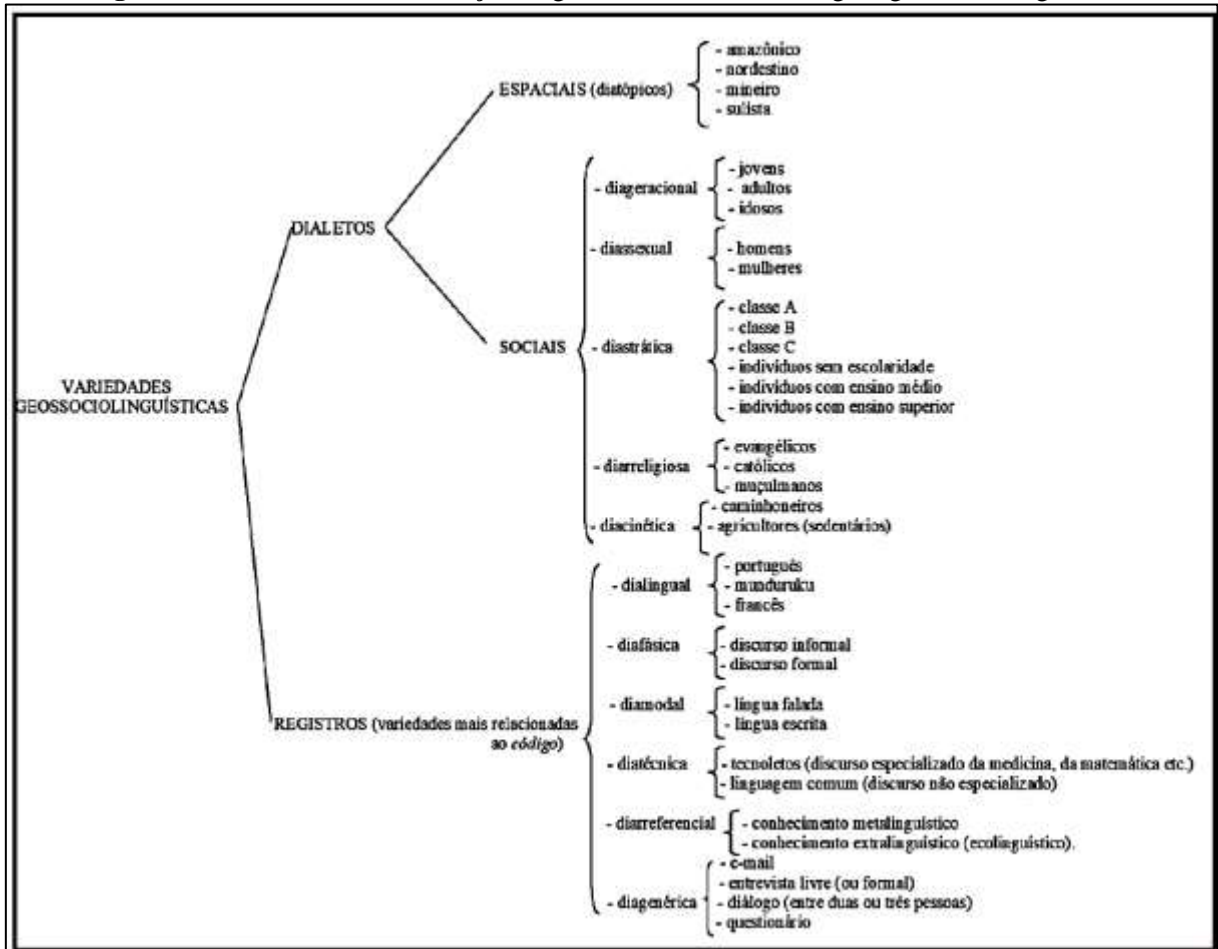 ESPACIAIS (diatópicos)
- amazônico
- nordestino
- mineiro
- sulista
DIALETOS
SOCIAIS
- diageracional
- jovens
- adultos
- idosos
- diassexual
- homens
- mulheres
- diastrática
- classe A
- classe B
- classe C
- indivíduos sem escolaridade
- indivíduos com ensino médio
- indivíduos com ensino superior
- diarreligiosa
- evangélicos
- católicos
- muçulmanos
- diacinética
- caminhoneiros
- agricultores (sedentários)
VARIEDADES
GEOSSOCIOLINGUÍSTICAS
REGISTROS (variedades mais relacionadas
ao código)
- dialingual
- português
- munduruku
- francês
- diafásica
- discurso informal
- discurso formal
- diamodal
- língua falada
- língua escrita
- diatécnica
- tecnoletos (discurso especializado da medicina, da matemática etc.)
- linguagem comum (discurso não especializado)
- diarreferencial
- conhecimento metalinguístico
- conhecimento extralinguístico (ecolinguístico).
- diagenérica
- e-mail
- entrevista livre (ou formal)
- diálogo (entre duas ou três pessoas)
- questionário